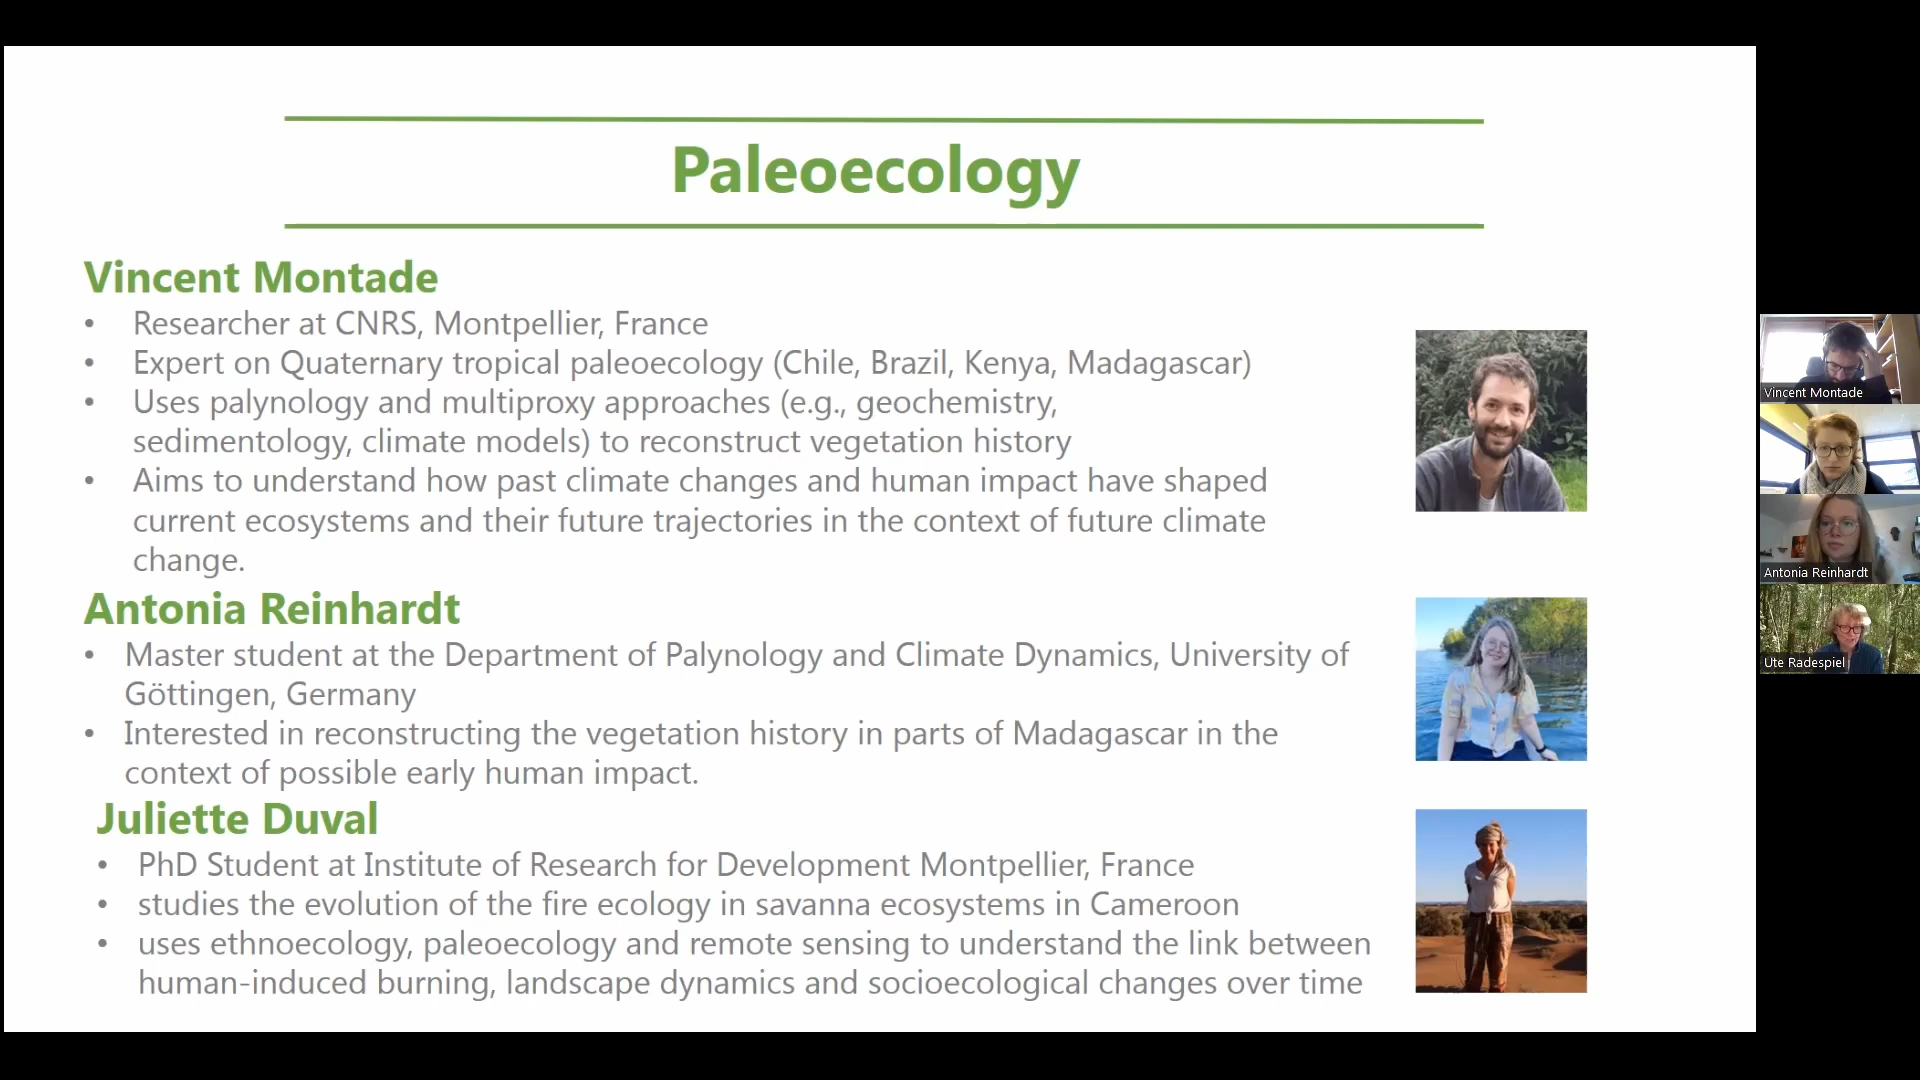 Paleoecology
Vincent Montade
• Researcher at CNRS, Montpellier, France
• Expert on Quaternary tropical paleoecology (Chile, Brazil, Kenya, Madagascar)
• Uses palynology and multiproxy approaches (e.g., geochemistry,
sedimentology, climate models) to reconstruct vegetation history
• Aims to understand how past climate changes and human impact have shaped
current ecosystems and their future trajectories in the context of future climate
change.
Antonia Reinhardt
• Master student at the Department of Palynology and Climate Dynamics, University of
Göttingen, Germany
• Interested in reconstructing the vegetation history in parts of Madagascar in the
context of possible early human impact.
Juliette Duval
• PhD Student at Institute of Research for Development Montpellier, France
• studies the evolution of the fire ecology in savanna ecosystems in Cameroon
• uses ethnoecology, paleoecology and remote sensing to understand the link between
human-induced burning, landscape dynamics and socioecological changes over time
Vincent Montade
Antonia Reinhardt
Ute Radespiel